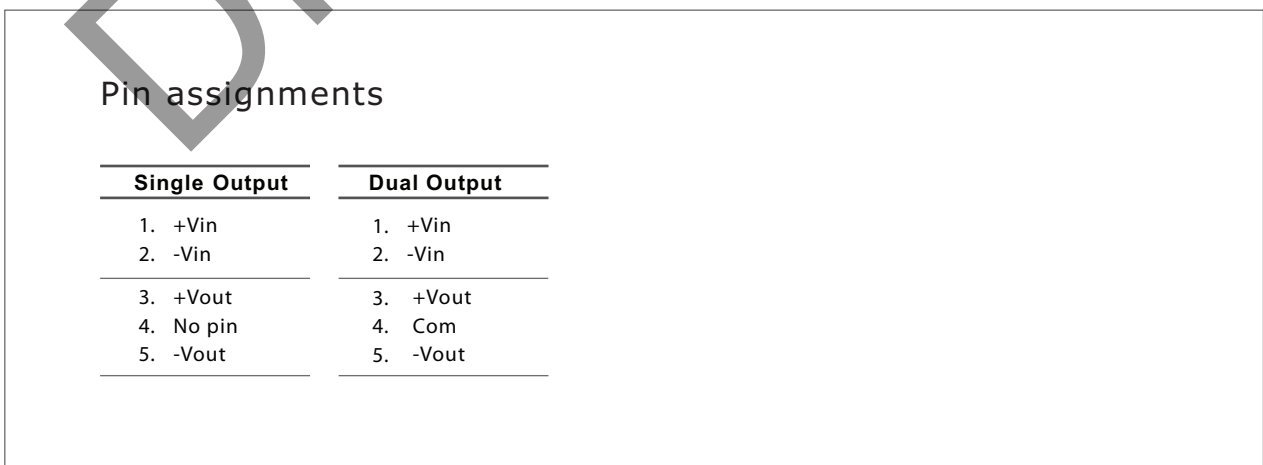 Pin assignments
Single Output
1. +Vin
2. -Vin
3. +Vout
4. No pin
5. -Vout
Dual Output
1. +Vin
2. -Vin
3. +Vout
4. Com
5. -Vout